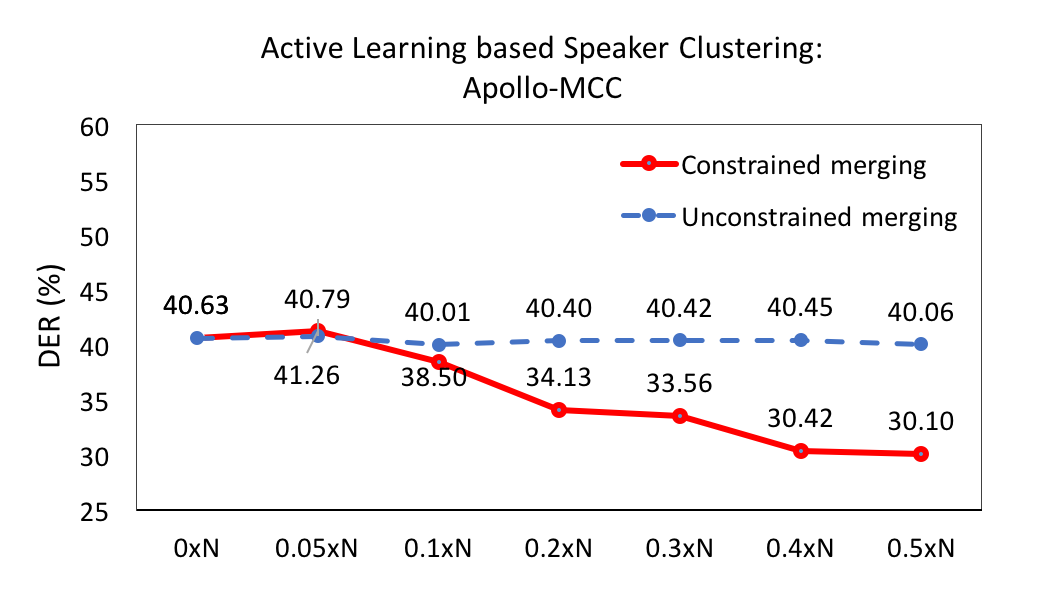 Active Learning based Speaker Clustering:
Apollo-MCC
60
55
50
45
40
35
30
25
DER (%)
Constrained merging
Unconstrained merging
40.63
40.79
40.01
40.40
40.42
40.45
40.06
41.26
38.50
34.13
33.56
30.42
30.10
0xN
0.05xN
0.1xN
0.2xN
0.3xN
0.4xN
0.5xN